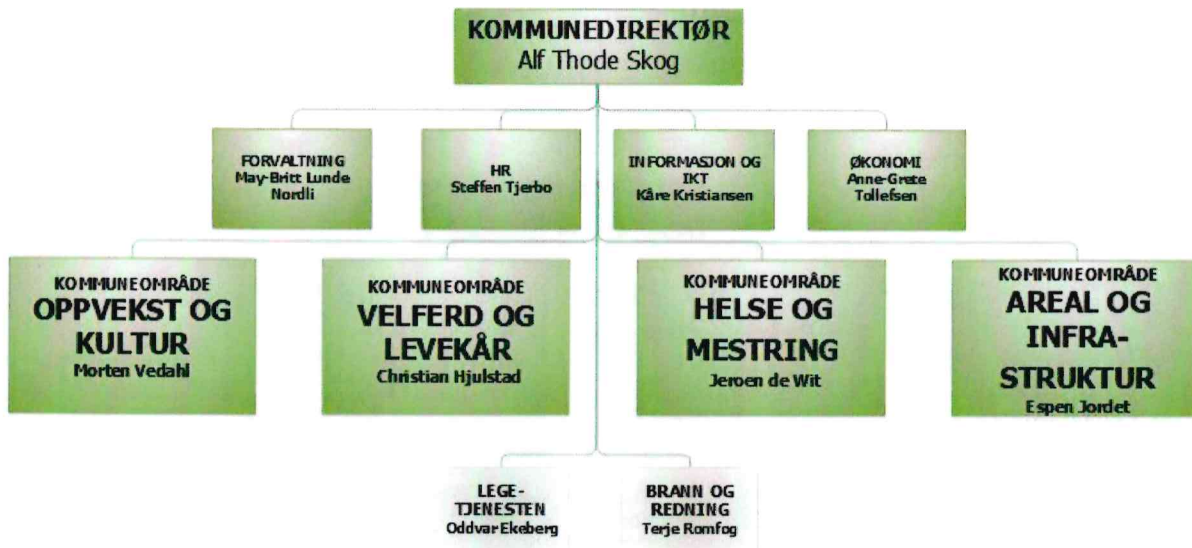 KOMMUNEDIREKTØR
Alf Thode Skog
FORVALTNING
May-Britt Lunde
Nordli
HR
Steffen Tjerbo
INFORMASJON OG
IKT
Kåre Kristiansen
ØKONOMI
Anne-Grete
Tollefsen
KOMMUNEOMRÅDE
OPPVEKST OG
KULTUR
Morten Vedahl
KOMMUNEOMRÅDE
VELFERD OG
LEVEKÅR
Christian Hjulstad
KOMMUNEOMRÅDE
HELSE OG
MESTRING
Jeroen de Wit
KOMMUNEOMRÅDE
AREAL OG
INFRA-
STRUKTUR
Espen Jordet
LEGE-
TJENESTEN
Oddvar Ekeberg
BRANN OG
REDNING
Terje Romfog